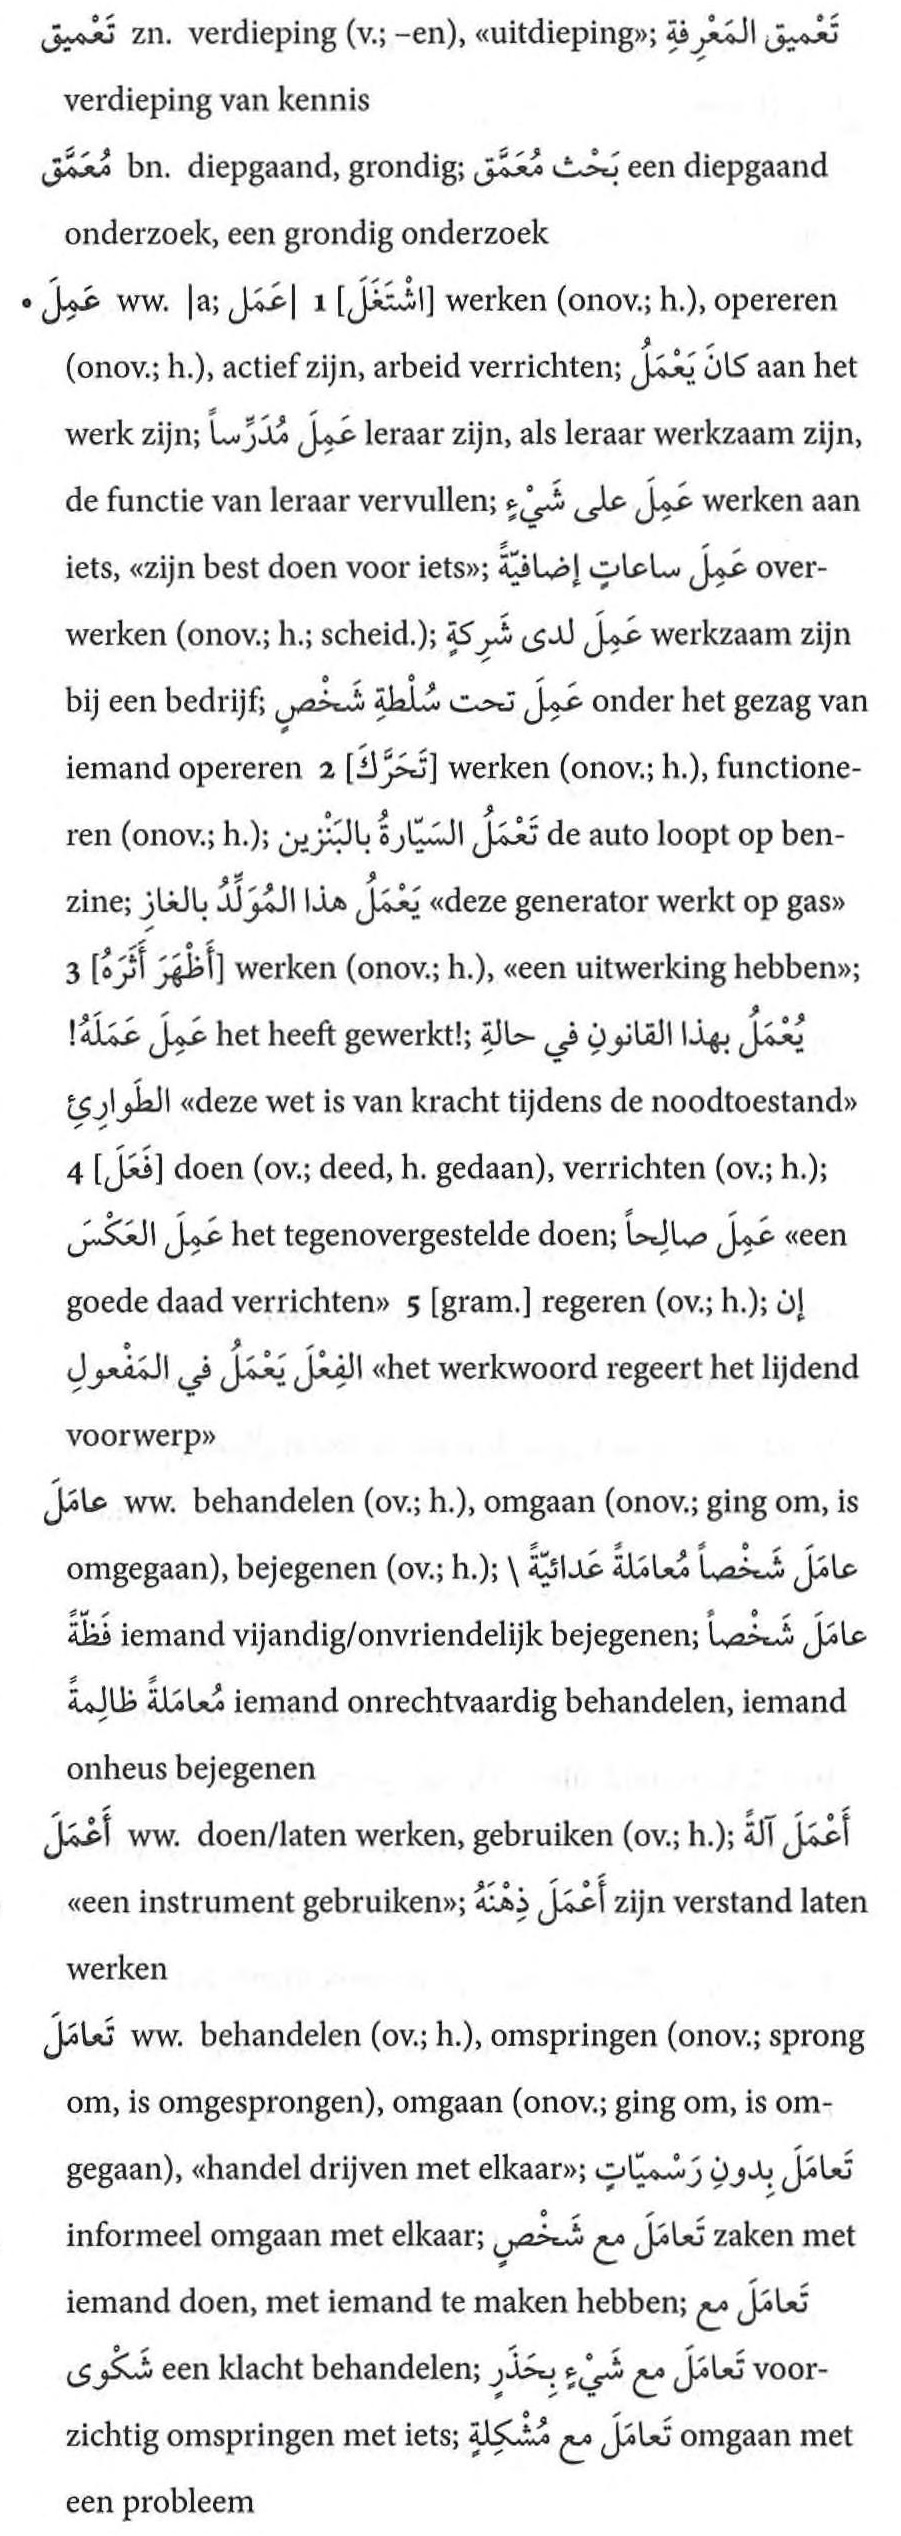 تَعْميق zn. verdieping (v.; –en), «uitdieping»; تَعْميق المَعْرِفةِ
verdieping van kennis
مُعَمَّق bn. diepgaand, grondig; بَحْث مُعَمَّق een diepgaand
onderzoek, een grondig onderzoek
• عَمِلَ ww. |a; عَمَل| 1 [اشْتَغَلَ] werken (onov.; h.), opereren
(onov.; h.), actief zijn, arbeid verrichten; كانَ يَعْمَلُ aan het
werk zijn; عَمِلَ مُدَرِّساً leraar zijn, als leraar werkzaam zijn,
de functie van leraar vervullen; عَمِلَ على شَيْءٍ werken aan
iets, «zijn best doen voor iets»; عَمِلَ ساعاتٍ إضافيّةً over-
werken (onov.; h.; scheid.); عَمِلَ لدى شَرِكةٍ werkzaam zijn
bij een bedrijf; عَمِلَ تحت سُلْطةِ شَخْصٍ onder het gezag van
iemand opereren 2 [تَحَرَّكَ] werken (onov.; h.), functione-
ren (onov.; h.); تَعْمَلُ السَيّارةُ بالبَنْزين de auto loopt op ben-
zine; يَعْمَلُ هذا المُوَلِّدُ بالغازِ «deze generator werkt op gas»
3 [أَظْهَرَ أَثَرَهُ] werken (onov.; h.), «een uitwerking hebben»;
عَمِلَ عَمَلَهُ! het heeft gewerkt!; يُعْمَلُ بهذا القانونِ في حالةِ
الطَوارِئِ «deze wet is van kracht tijdens de noodtoestand»
4 [فَعَلَ] doen (ov.; deed, h. gedaan), verrichten (ov.; h.);
عَمِلَ العَكْسَ het tegenovergestelde doen; عَمِلَ صالِحاً «een
goede daad verrichten» 5 [gram.] regeren (ov.; h.); إن
الفِعْلَ يَعْمَلُ في المَفْعولِ «het werkwoord regeert het lijdend
voorwerp»
عامَلَ ww. behandelen (ov.; h.), omgaan (onov.; ging om, is
omgegaan), bejegenen (ov.; h.); عامَلَ شَخْصاً مُعامَلةً عَدائيّةً \
فَظّةً iemand vijandig/onvriendelijk bejegenen; عامَلَ شَخْصاً
مُعامَلةً ظالِمةً iemand onrechtvaardig behandelen, iemand
onheus bejegenen
أَعْمَلَ ww. doen/laten werken, gebruiken (ov.; h.); أَعْمَلَ آلةً
«een instrument gebruiken»; أَعْمَلَ ذِهْنَهُ zijn verstand laten
werken
تَعامَلَ ww. behandelen (ov.; h.), omspringen (onov.; sprong
om, is omgesprongen), omgaan (onov.; ging om, is om-
gegaan), «handel drijven met elkaar»; تَعامَلَ بِدونِ رَسْميّاتٍ
informeel omgaan met elkaar; تَعامَلَ مع شَخْصٍ zaken met
iemand doen, met iemand te maken hebben; تَعامَلَ مع
شَكْوى een klacht behandelen; تَعامَلَ مع شَيْءٍ بِحَذَرٍ voor-
zichtig omspringen met iets; تَعامَلَ مع مُشْكِلةٍ omgaan met
een probleem